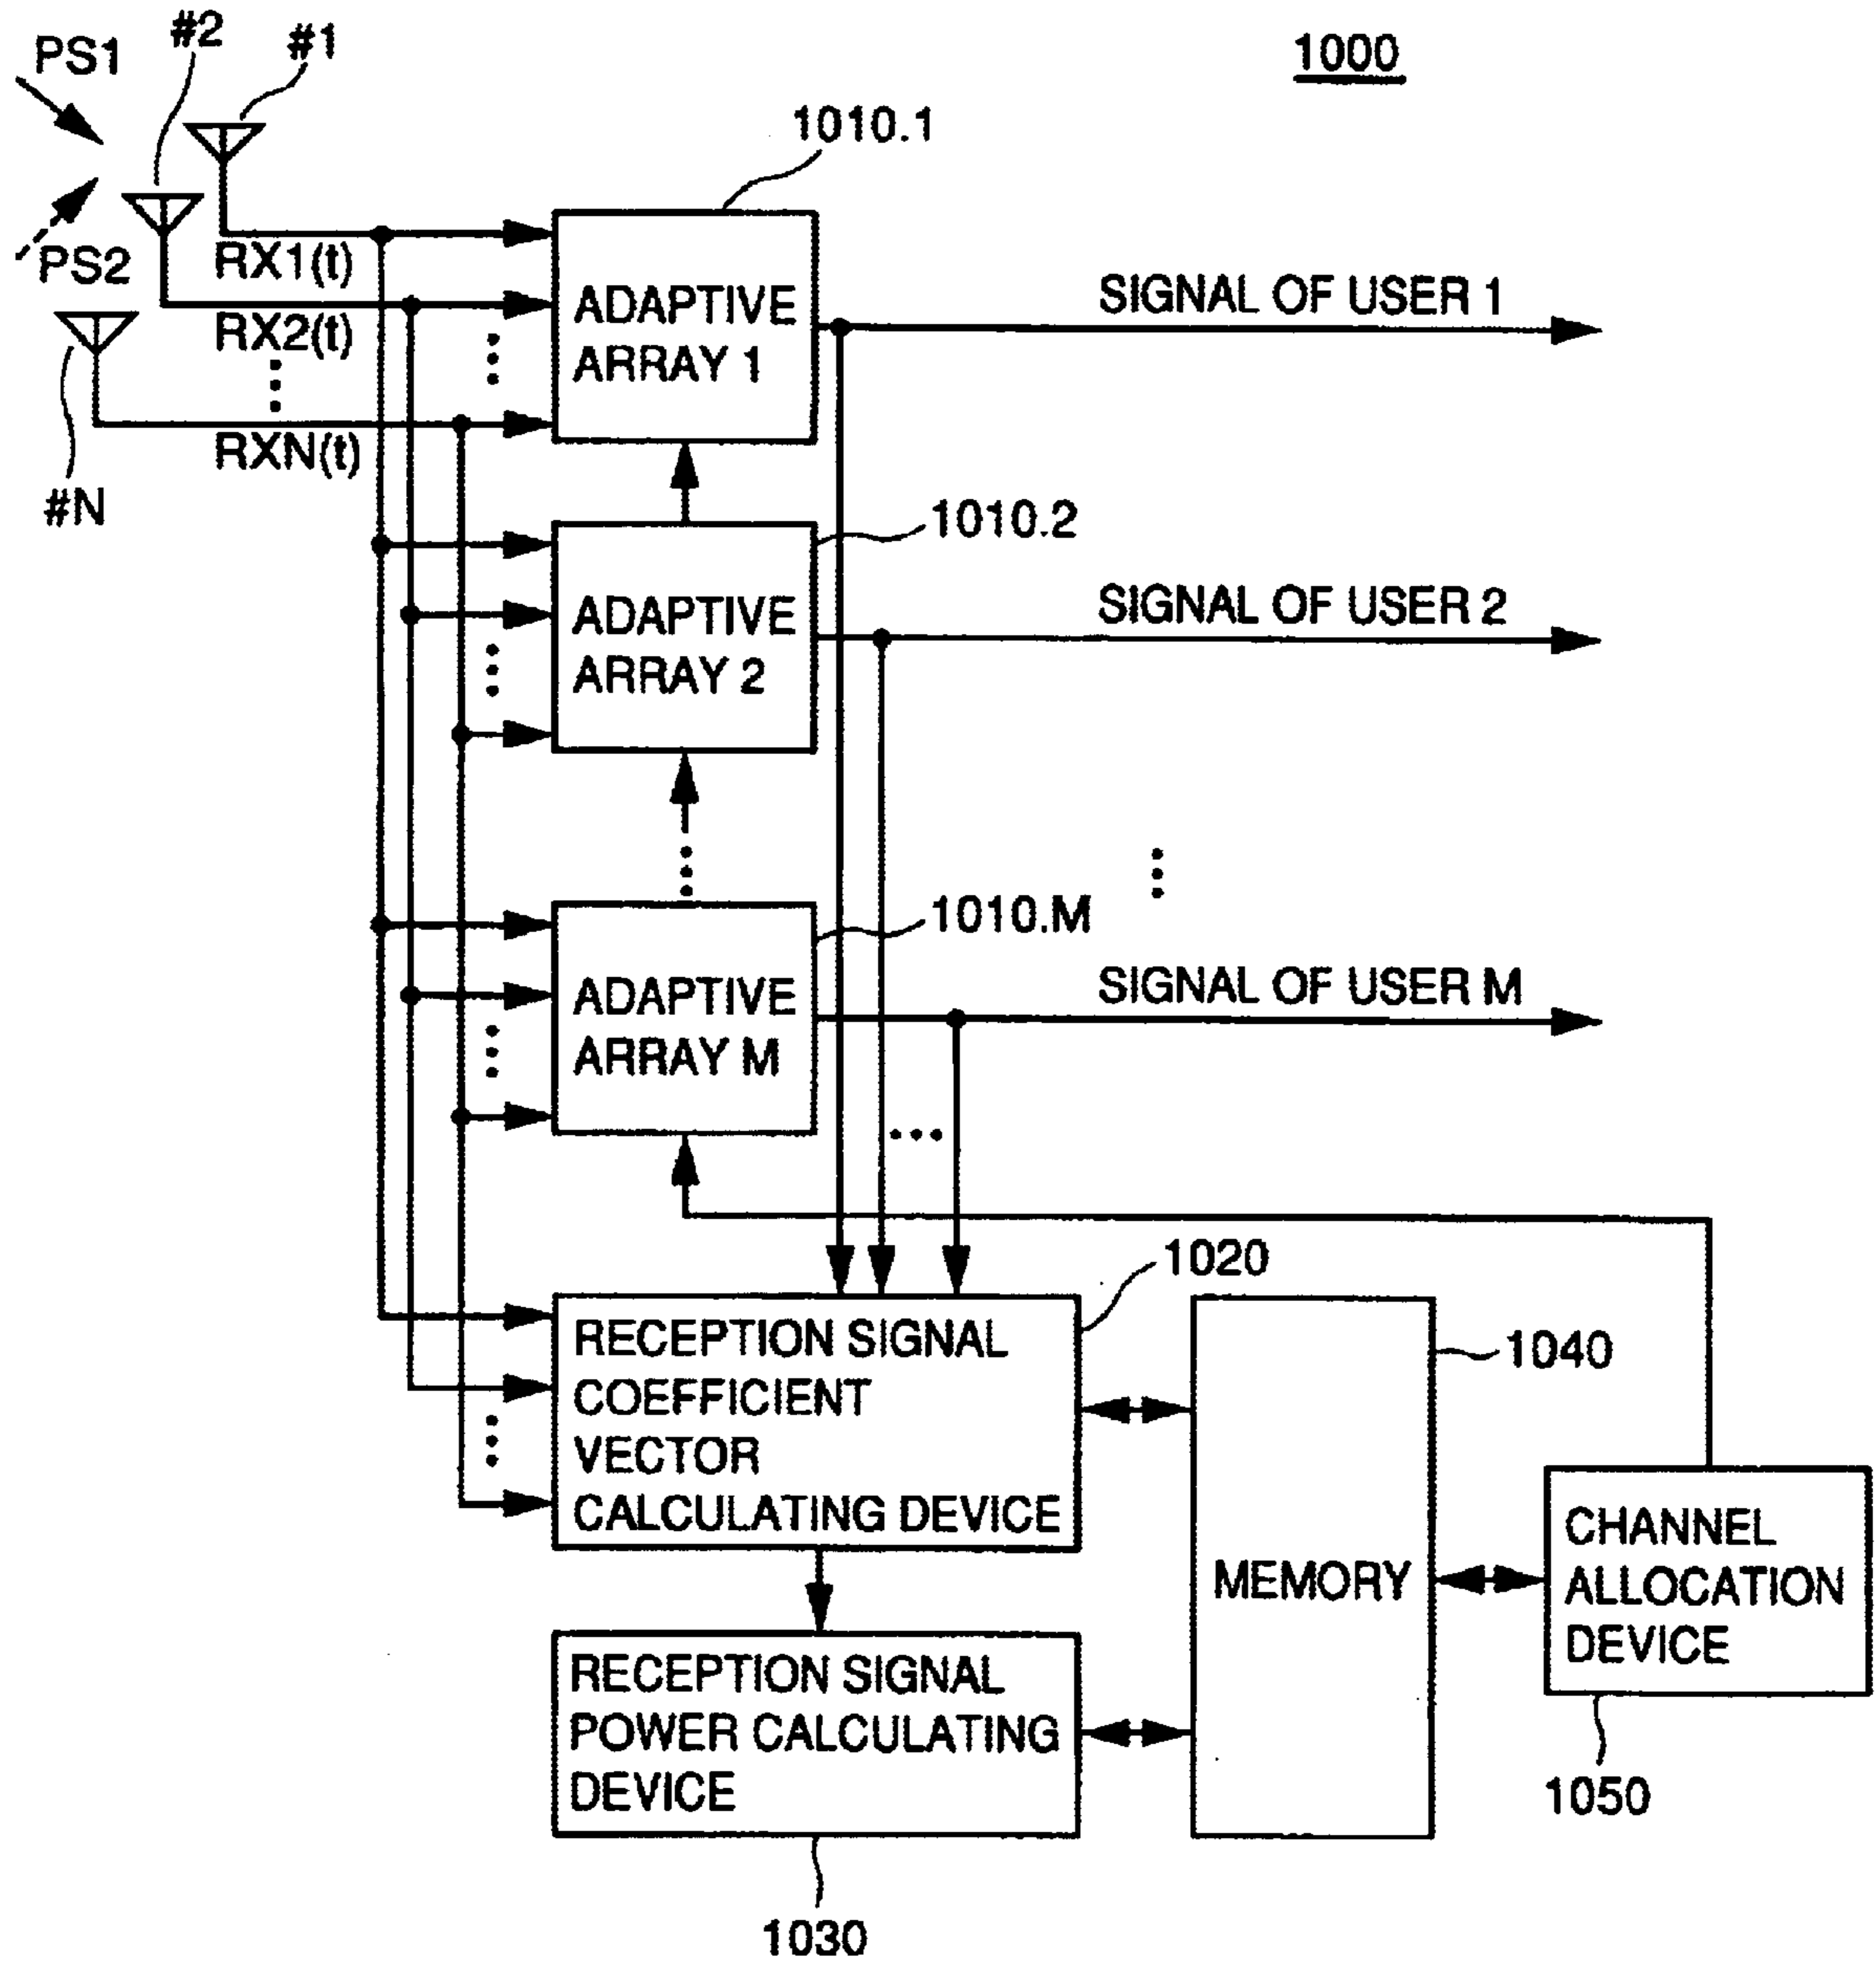 1000
PS1
#2
#1
1010.1
PS2
RX1(t)
RX2(t)
RXN(t)
#N
ADAPTIVE
ARRAY 1
SIGNAL OF USER 1
1010.2
ADAPTIVE
ARRAY 2
SIGNAL OF USER 2
1010.M
ADAPTIVE
ARRAY M
SIGNAL OF USER M
1020
RECEPTION SIGNAL
COEFFICIENT
VECTOR
CALCULATING DEVICE
1040
MEMORY
CHANNEL
ALLOCATION
DEVICE
1050
RECEPTION SIGNAL
POWER CALCULATING
DEVICE
1030